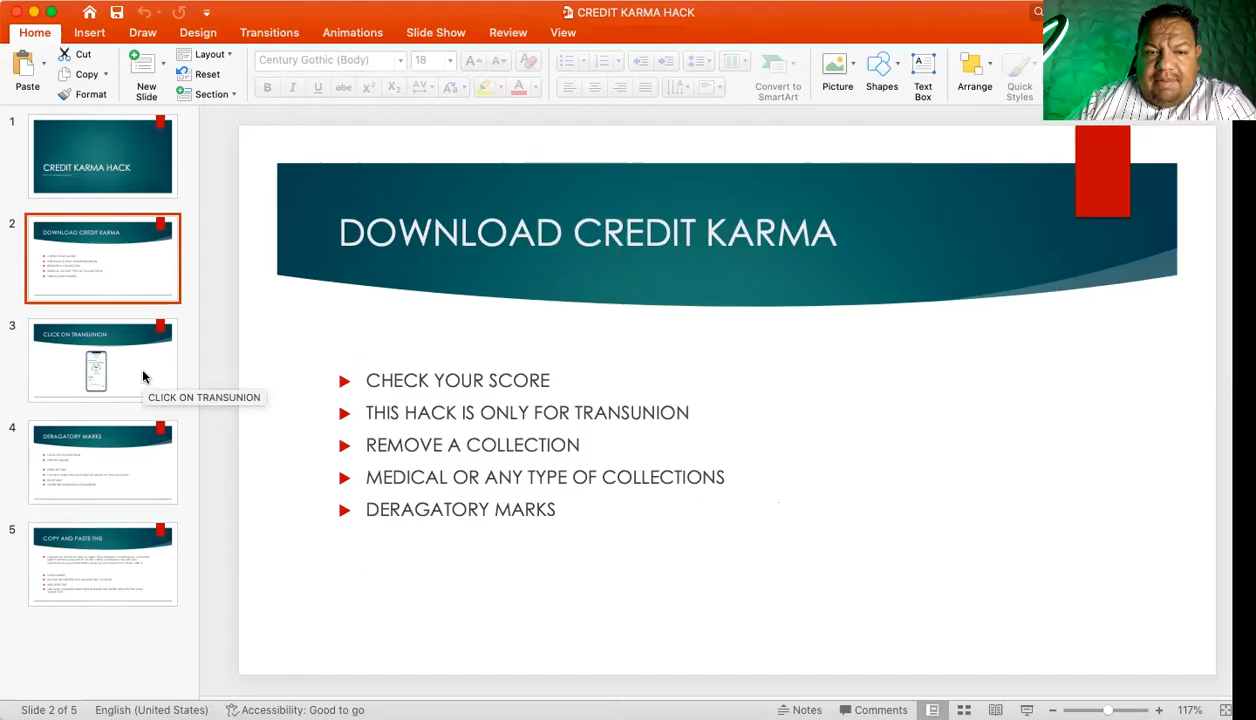 CREDIT KARMA HACK
Home Insert Draw Design Transitions Animations Slide Show Review View
Paste
Cut
Copy
Format
New
Slide
Layout
Reset
Section
Century Gothic (Body) 18
Convert to
SmartArt
Picture
Shapes
Text
Box
Arrange
Quick
Styles
1
CREDIT KARMA HACK
2
DOWNLOAD CREDIT KARMA
3
CLICK ON TRANSUNION
CLICK ON TRANSUNION
4
DERAGATORY MARKS
5
COPY AND PASTE THIS
DOWNLOAD CREDIT KARMA
CHECK YOUR SCORE
THIS HACK IS ONLY FOR TRANSUNION
REMOVE A COLLECTION
MEDICAL OR ANY TYPE OF COLLECTIONS
DERAGATORY MARKS
Slide 2 of 5 English (United States) Accessibility: Good to go Notes Comments 117%